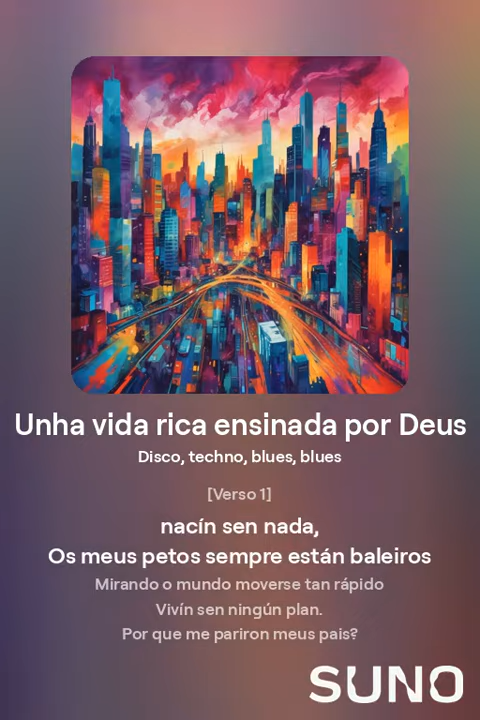 Unha vida rica ensinada por Deus
Disco, techno, blues, blues
[Verso 1]
nacín sen nada,
Os meus petos sempre están baleiros
Mirando o mundo moverse tan rápido
Vivín sen ningún plan.
Por que me pariron meus pais?
SUNO